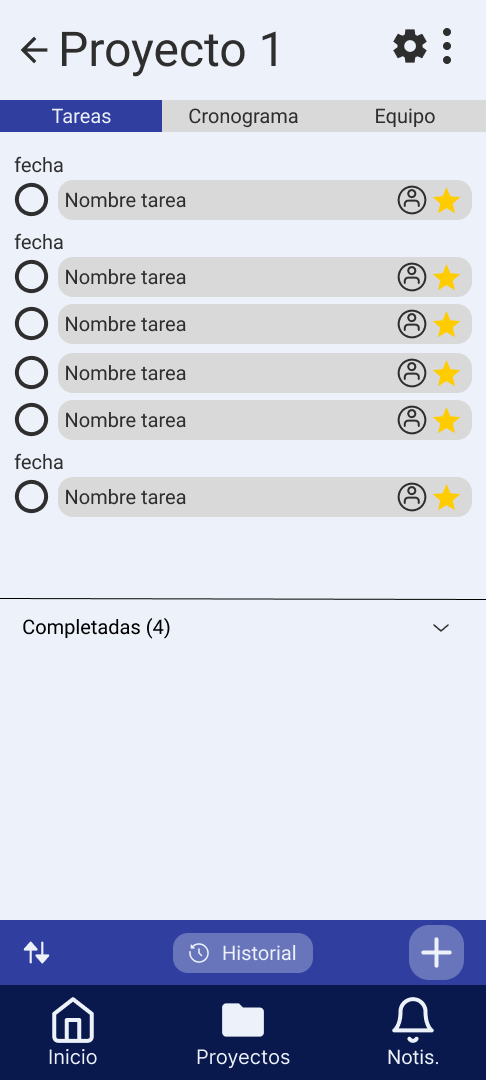 Proyecto 1
Tareas Cronograma Equipo
fecha
Nombre tarea
fecha
Nombre tarea
Nombre tarea
Nombre tarea
Nombre tarea
fecha
Nombre tarea
Completadas (4)
Historial
Inicio Proyectos Notis.